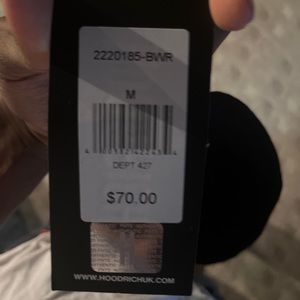 2220185-BWR
M
DEPT 427
$70.00
WWW.HOODRICHUK.COM